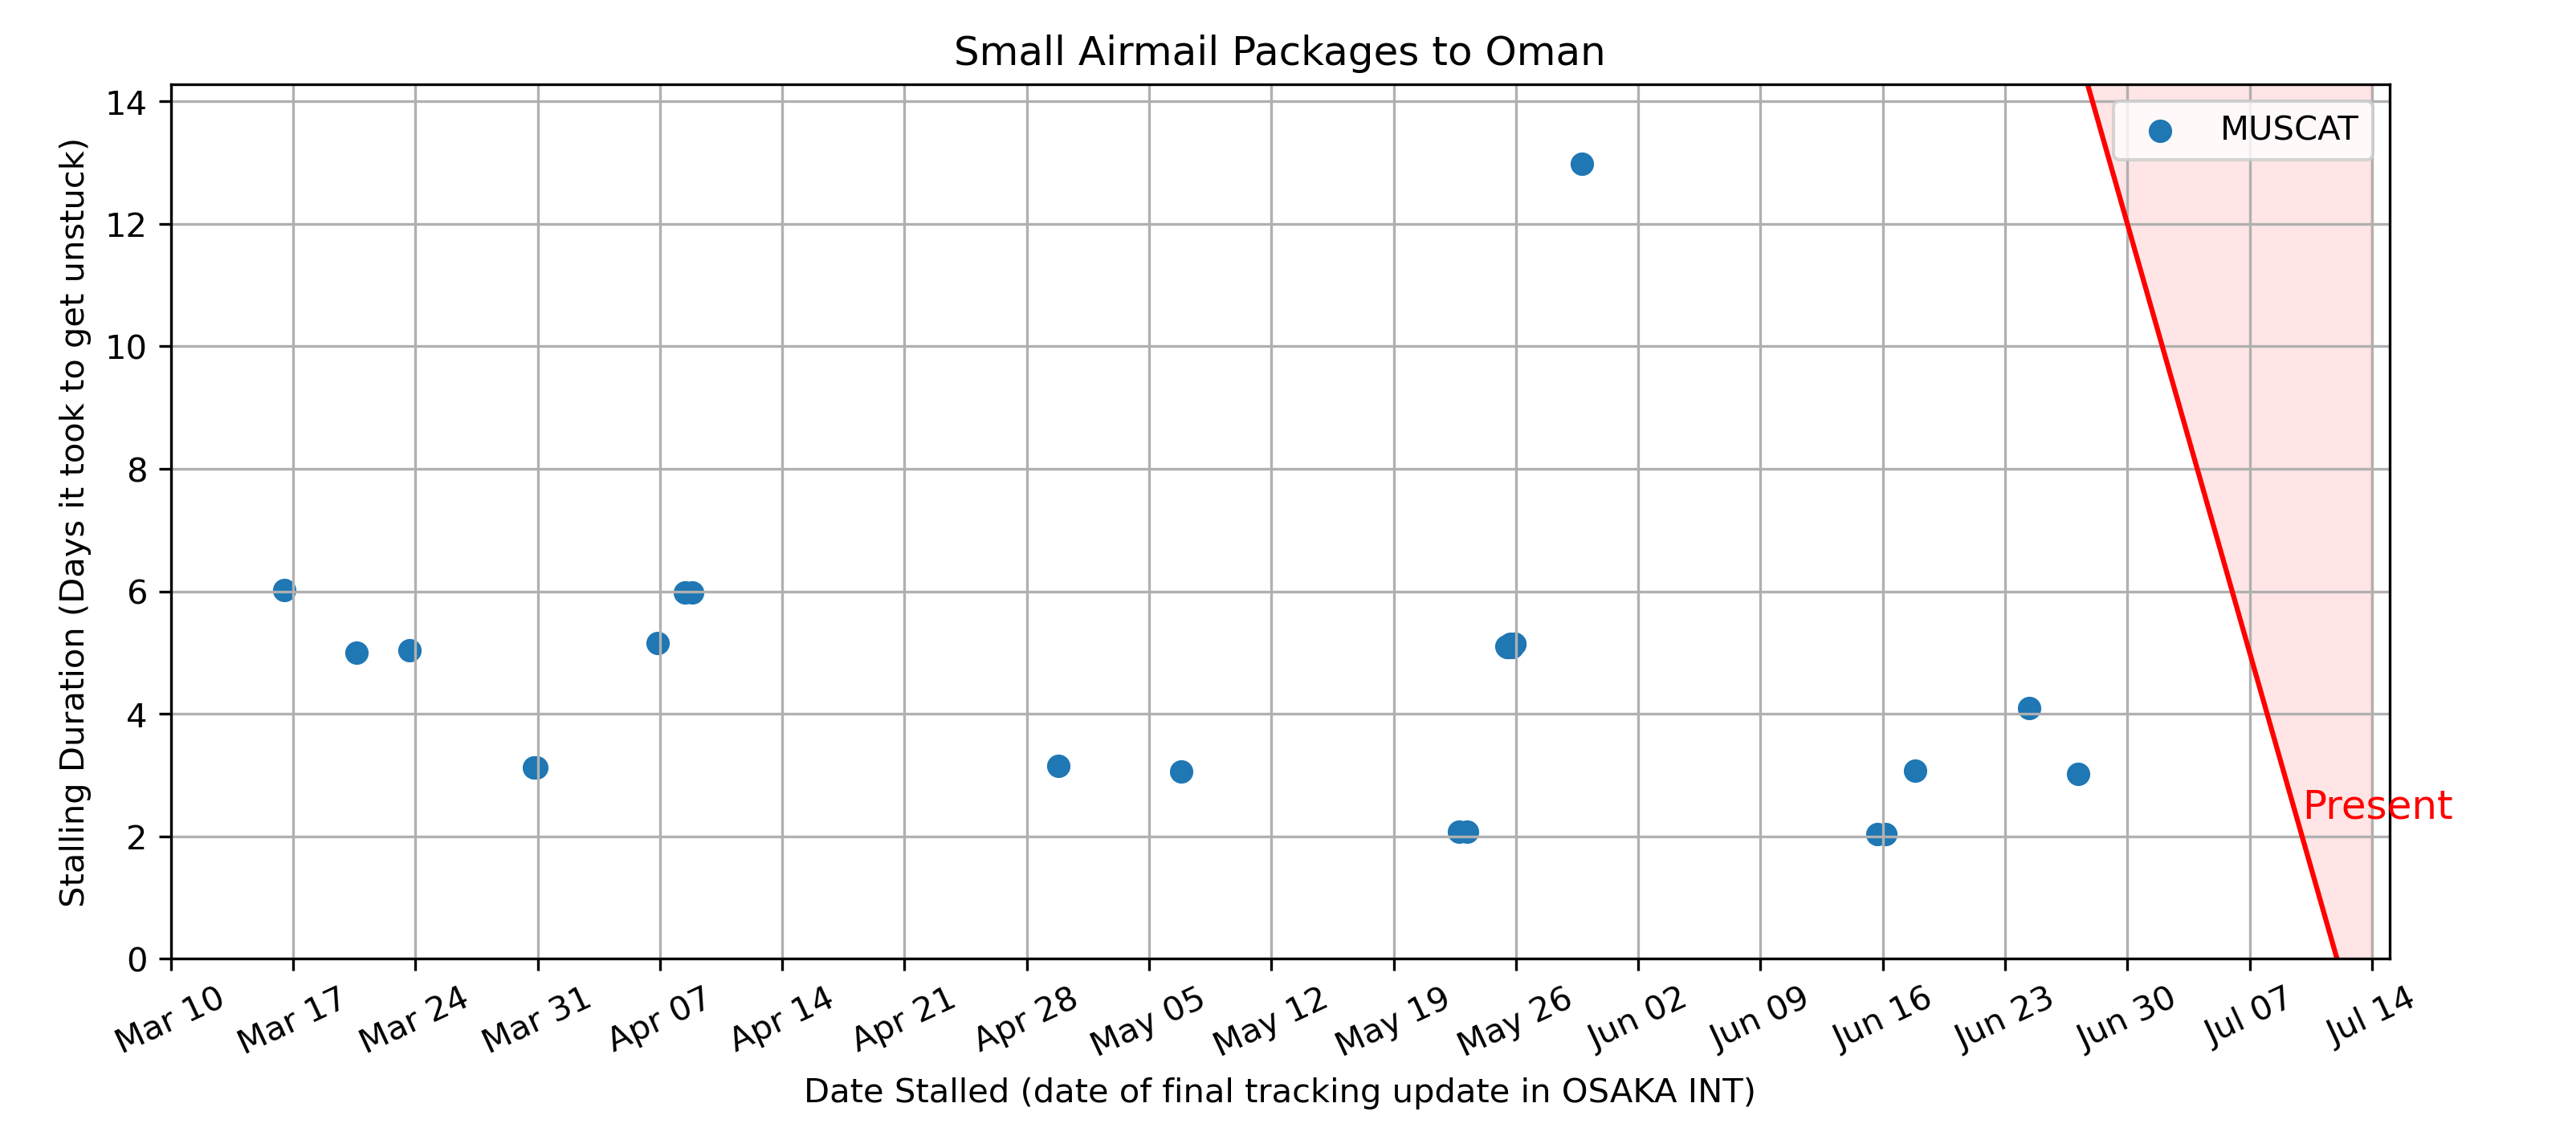 Small Airmail Packages to Oman
Stalling Duration (Days it took to get unstuck)
14
12
10
8
6
4
2
0
MUSCAT
Present
Mar 10
Mar 17
Mar 24
Mar 31
Apr 07
Apr 14
Apr 21
Apr 28
May 05
May 12
May 19
May 26
Jun 02
Jun 09
Jun 16
Jun 23
Jun 30
Jul 07
Jul 14
Date Stalled (date of final tracking update in OSAKA INT)